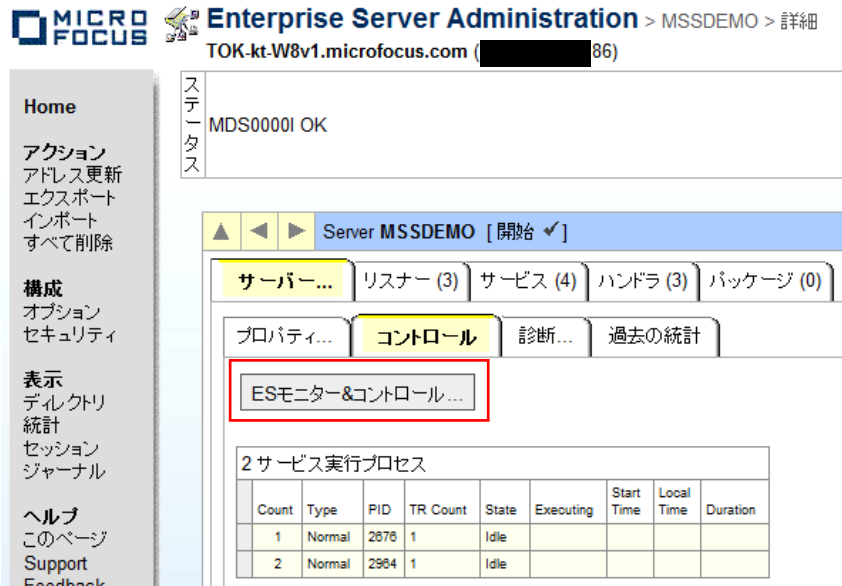 MICRO FOCUS
Enterprise Server Administration > MSSDEMO > 詳細
TOK-kt-W8v1.microfocus.com ( 86)
ステータス
MDS0000I OK
Home
アクション
アドレス更新
エクスポート
インポート
すべて削除
構成
オプション
セキュリティ
表示
ディレクトリ
統計
セッション
ジャーナル
ヘルプ
このページ
Support
Feedback
Server MSSDEMO [ 開始 ✔ ]
サーバー... リスナー (3) サービス (4) ハンドラ (3) パッケージ (0)
プロパティ... コントロール 診断... 過去の統計
ESモニター&コントロール...
2 サービス実行プロセス
Count Type PID TR Count State Executing Start Time Local Time Duration
1 Normal 2676 1 Idle
2 Normal 2964 1 Idle